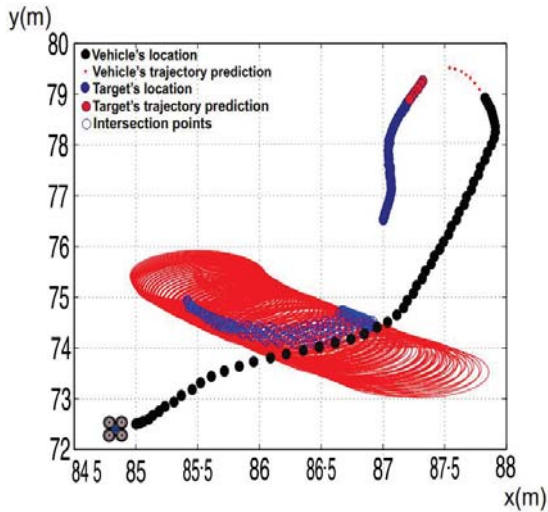 y(m)
80
Vehicle's location
Vehicle's trajectory prediction
Target's location
Target's trajectory prediction
Intersection points
79
78
77
76
75
74
73
72
84 5 85 85·5 86 86·5 87 87·5 88
x(m)